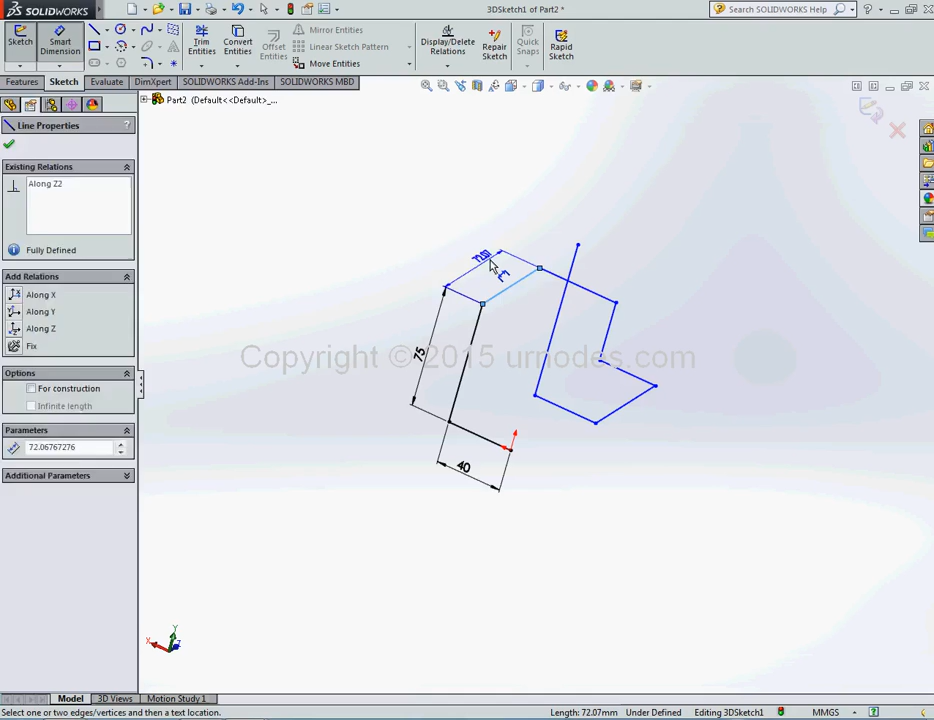 SOLIDWORKS
3DSketch1 of Part2 *
Search SOLIDWORKS Help
Sketch
Smart Dimension
Trim Entities
Convert Entities
Offset Entities
Mirror Entities
Linear Sketch Pattern
Move Entities
Display/Delete Relations
Repair Sketch
Quick Snaps
Rapid Sketch
Features
Sketch
Evaluate
DimXpert
SOLIDWORKS Add-Ins
SOLIDWORKS MBD
Part2 (Default<<Default>_...
Line Properties
?
Existing Relations
Along Z2
Fully Defined
Add Relations
Along X
Along Y
Along Z
Fix
Options
For construction
Infinite length
Parameters
72.06767276
Additional Parameters
75
40
Copyright © 2015 urnodes.com
X
Y
Z
Model
3D Views
Motion Study 1
Select one or two edges/vertices and then a text location.
Length: 72.07mm
Under Defined
Editing 3DSketch1
MMGS